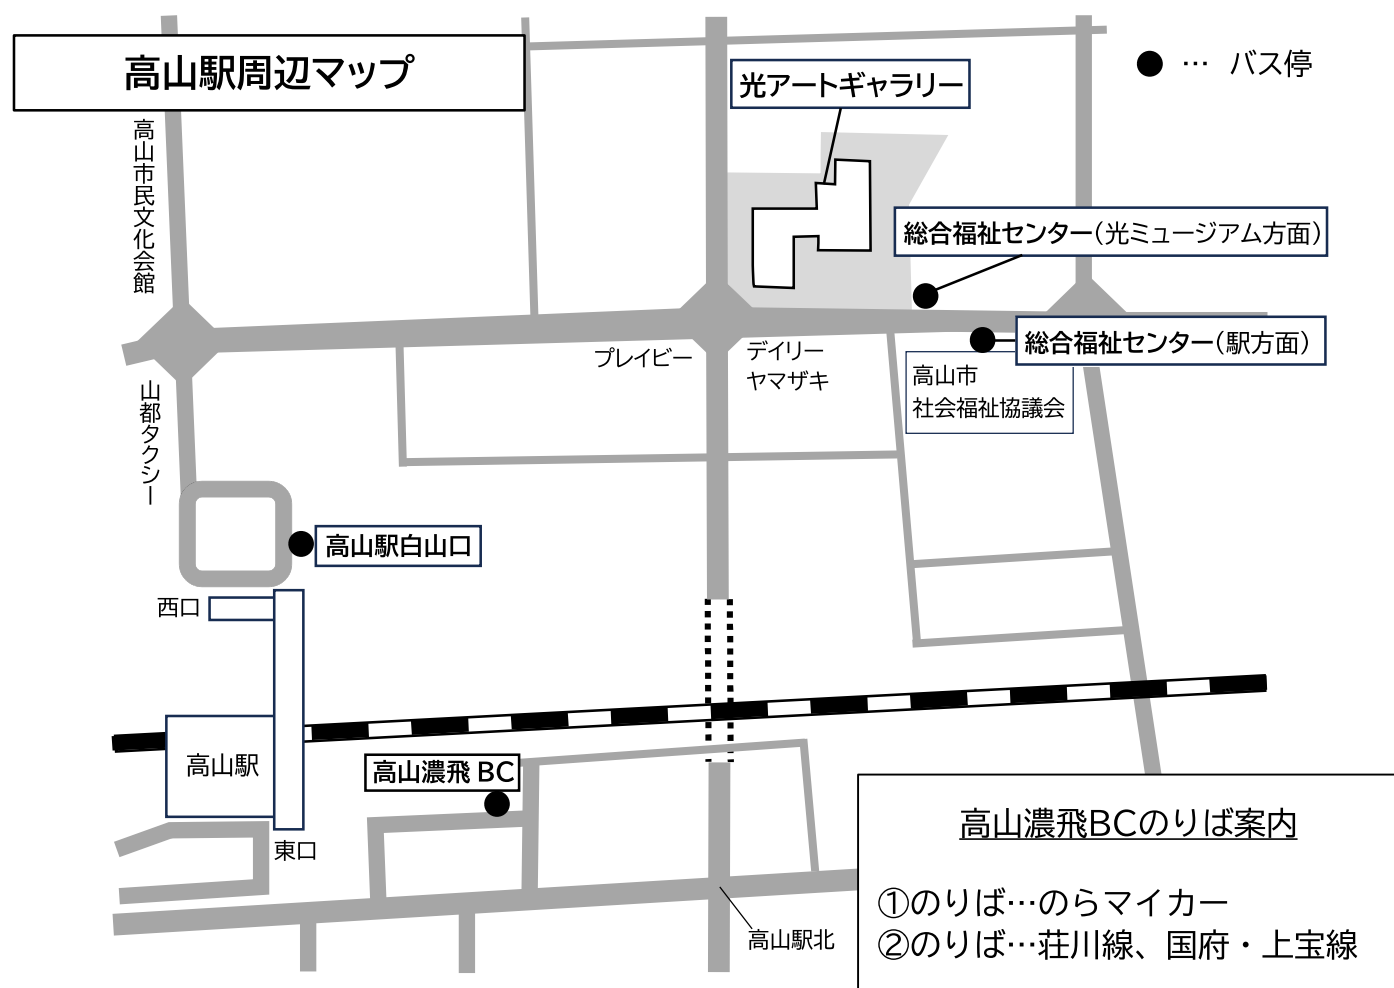 高山駅周辺マップ
… バス停
光アートギャラリー
高山市民文化会館
総合福祉センター(光ミュージアム方面)
総合福祉センター(駅方面)
プレイビー
デイリー
ヤマザキ
高山市
社会福祉協議会
山都タクシー
高山駅白山口
西口
高山駅
高山濃飛 BC
東口
高山駅北
高山濃飛BCのりば案内
①のりば…のらマイカー
②のりば…荘川線、国府・上宝線